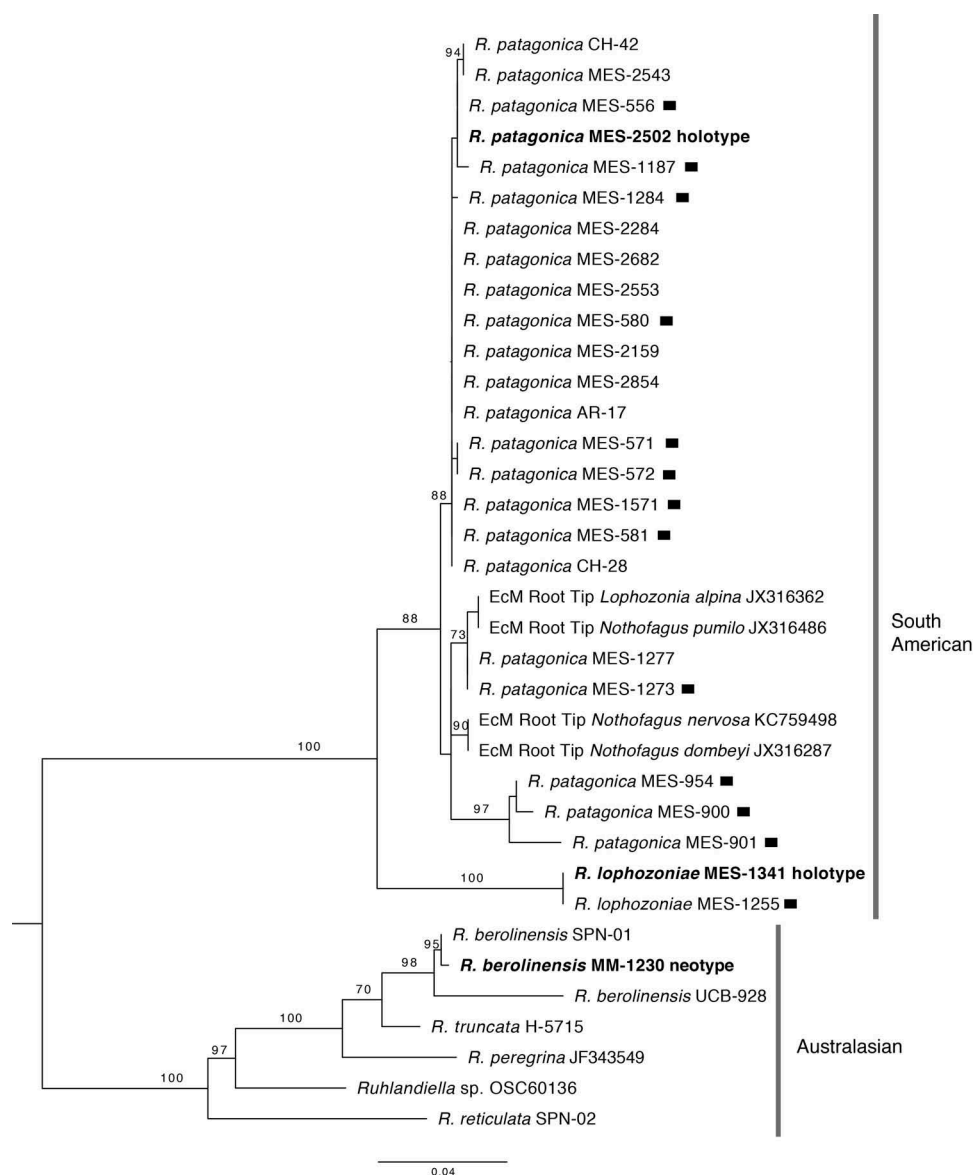 94
R. patagonica CH-42
R. patagonica MES-2543
R. patagonica MES-556
R. patagonica MES-2502 holotype
R. patagonica MES-1187
R. patagonica MES-1284
R. patagonica MES-2284
R. patagonica MES-2682
R. patagonica MES-2553
R. patagonica MES-580
R. patagonica MES-2159
R. patagonica MES-2854
R. patagonica AR-17
R. patagonica MES-571
R. patagonica MES-572
88
R. patagonica MES-1571
R. patagonica MES-581
R. patagonica CH-28
EcM Root Tip Lophozonia alpina JX316362
88
EcM Root Tip Nothofagus pumilo JX316486
73
R. patagonica MES-1277
R. patagonica MES-1273
South
American
EcM Root Tip Nothofagus nervosa KC759498
90
EcM Root Tip Nothofagus dombeyi JX316287
100
R. patagonica MES-954
97
R. patagonica MES-900
R. patagonica MES-901
R. lophozoniae MES-1341 holotype
100
R. lophozoniae MES-1255
R. berolinensis SPN-01
95
98
R. berolinensis MM-1230 neotype
70
R. berolinensis UCB-928
100
R. truncata H-5715
Australasian
97
R. peregrina JF343549
100
Ruhlandiella sp. OSC60136
R. reticulata SPN-02
0.04